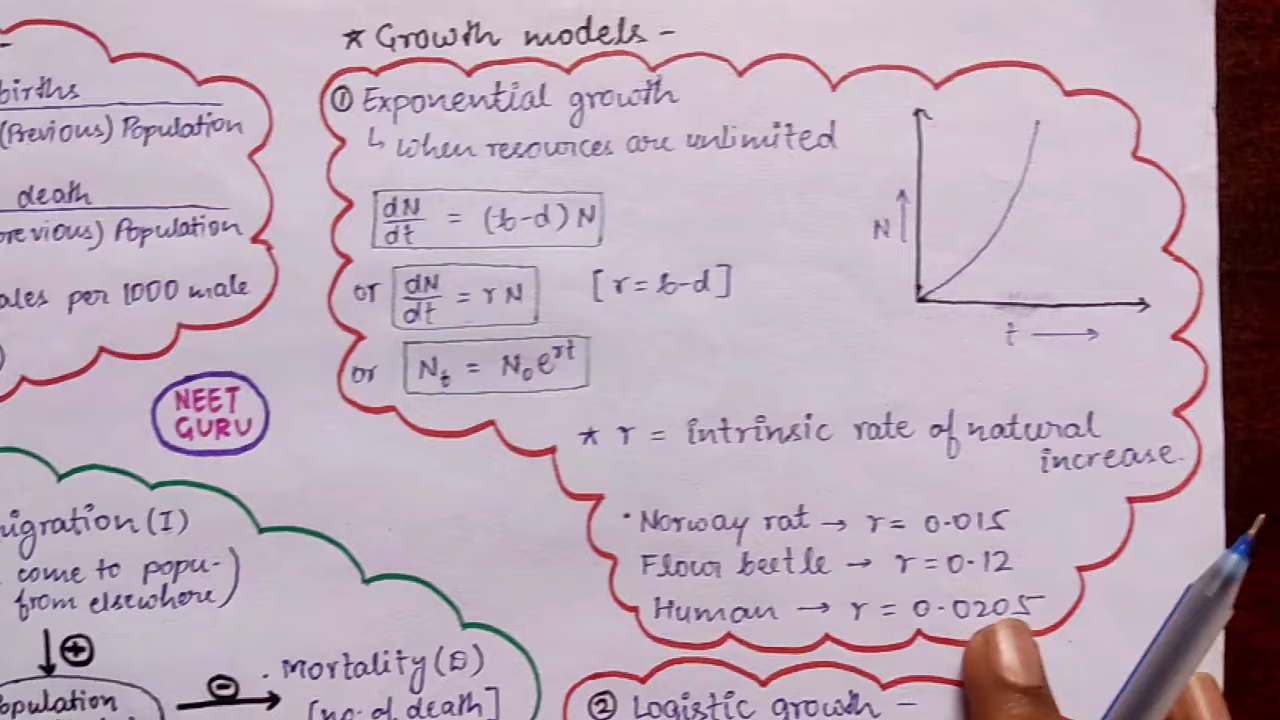 births
(Previous) Population
death
previous) Population
ales per 1000 male
NEET
GURU
* Growth models -
① Exponential growth
↳ when resources are unlimited
dN/dt = (b-d) N
or dN/dt = rN [r = b-d]
or Nt = N₀e^rt
N
t
* r = intrinsic rate of natural
increase.
• Norway rat → r = 0.015
Flour beetle → r = 0.12
Human → r = 0.0205
② Logistic growth -
migration (I)
come to popu-
from elsewhere)
+
-
opulation
. Mortality (D)
[no. of death]